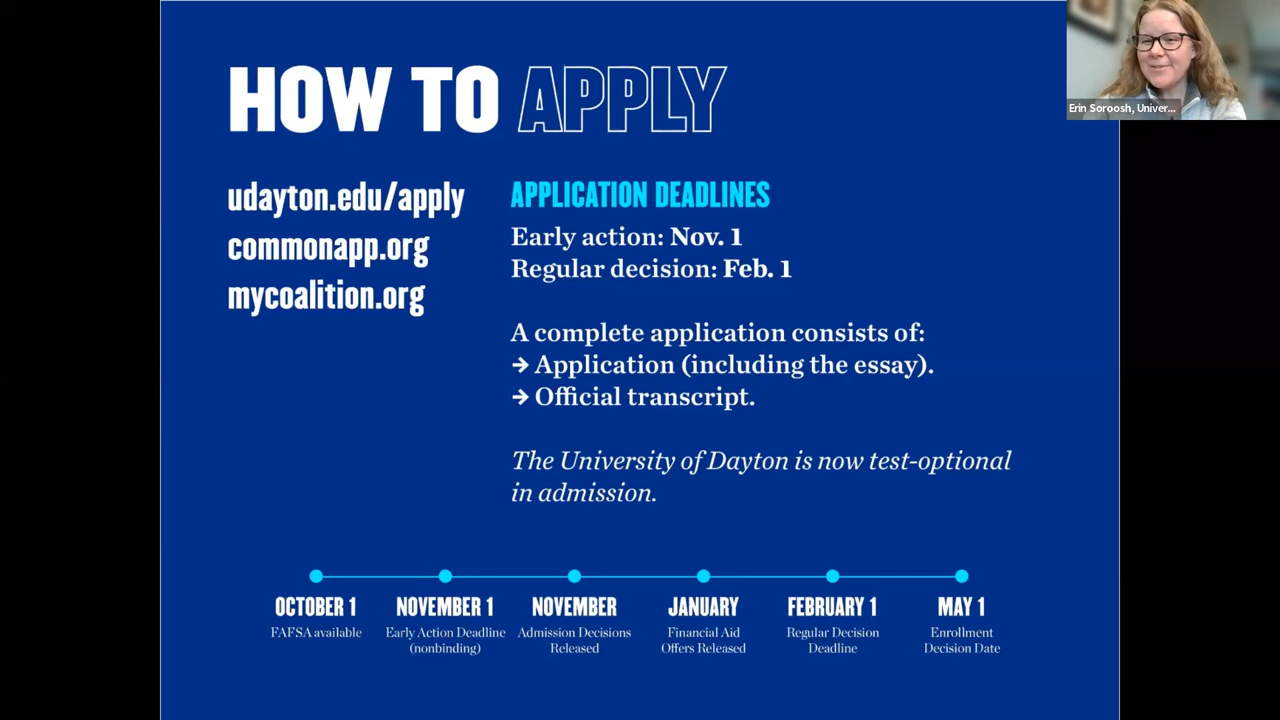 HOW TO APPLY
Erin Soroosh, Univer...
udayton.edu/apply
commonapp.org
mycoalition.org
APPLICATION DEADLINES
Early action: Nov. 1
Regular decision: Feb. 1
A complete application consists of:
→ Application (including the essay).
→ Official transcript.
The University of Dayton is now test-optional
in admission.
OCTOBER 1
FAFSA available
NOVEMBER 1
Early Action Deadline
(nonbinding)
NOVEMBER
Admission Decisions
Released
JANUARY
Financial Aid
Offers Released
FEBRUARY 1
Regular Decision
Deadline
MAY 1
Enrollment
Decision Date